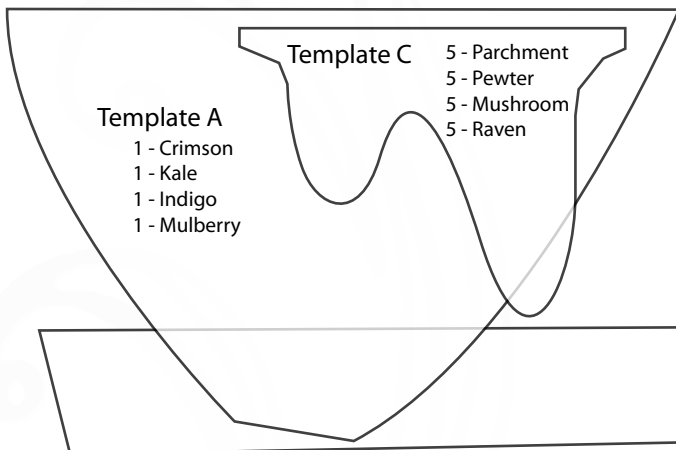 Template C
5 - Parchment
5 - Pewter
5 - Mushroom
5 - Raven
Template A
1 - Crimson
1 - Kale
1 - Indigo
1 - Mulberry